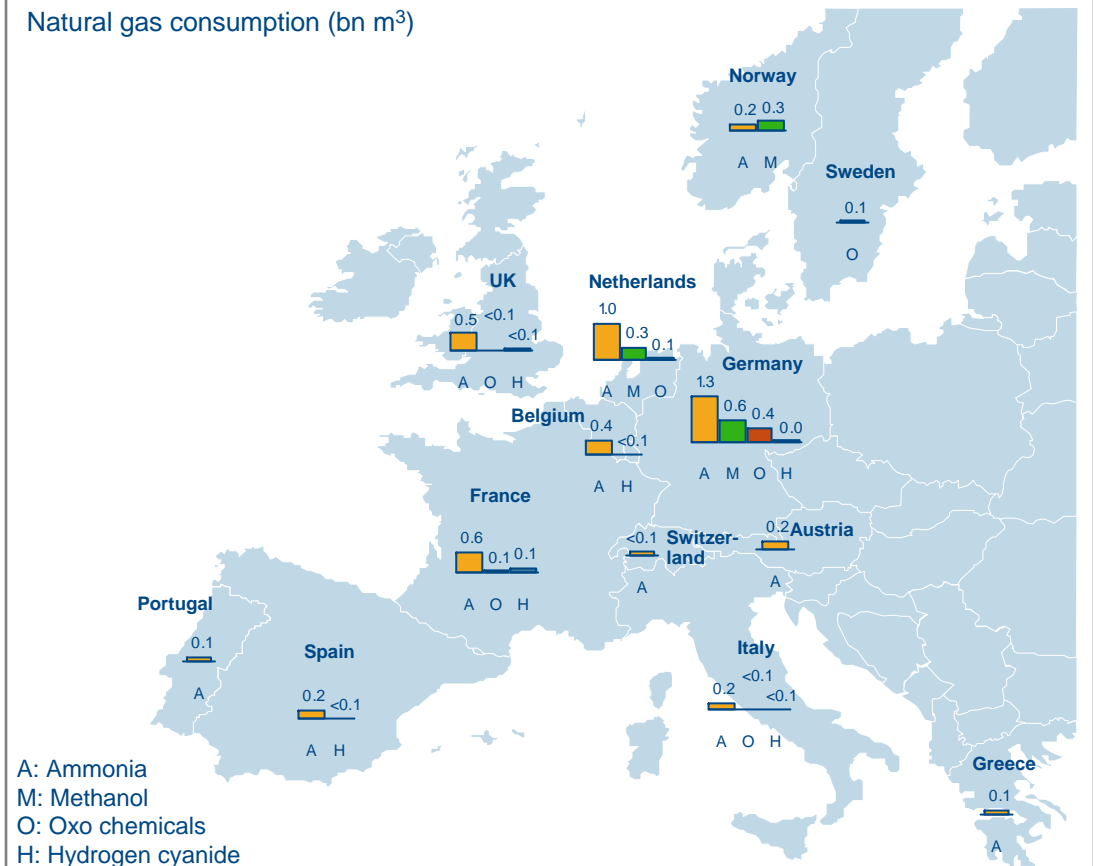 Natural gas consumption (bn m³)
Norway
0.2 0.3
A M
Sweden
0.1
O
UK
0.5 <0.1 <0.1
A O H
Netherlands
1.0 0.3 0.1
A M O
Germany
1.3 0.6 0.4 0.0
A M O H
Belgium
0.4 <0.1
A H
France
0.6 0.1 0.1
A O H
Switzer-
land
<0.1
A
Austria
0.2
A
Portugal
0.1
A
Spain
0.2 <0.1
A H
Italy
0.2 <0.1 <0.1
A O H
Greece
0.1
A
A: Ammonia
M: Methanol
O: Oxo chemicals
H: Hydrogen cyanide